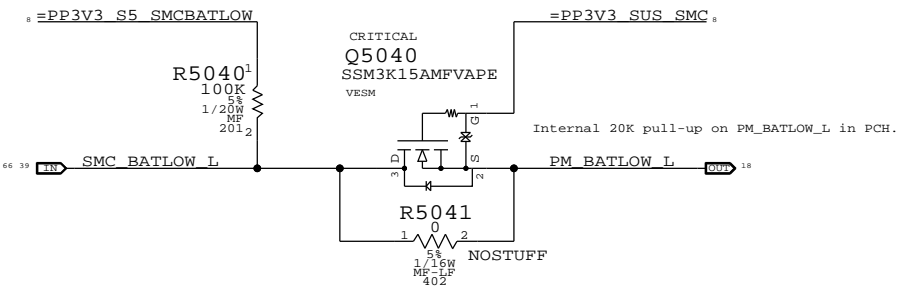 8 =PP3V3_S5_SMCBATLOW
=PP3V3_SUS_SMC 8
CRITICAL
Q5040
SSM3K15AMFVAPE
VESM
R5040 1
100K
5%
1/20W
MF
201 2
G 1
Internal 20K pull-up on PM_BATLOW_L in PCH.
66 39 IN SMC_BATLOW_L
3 D
S 2
PM_BATLOW_L OUT 18
R5041
0
1 2
5%
1/16W
MF-LF
402
NOSTUFF